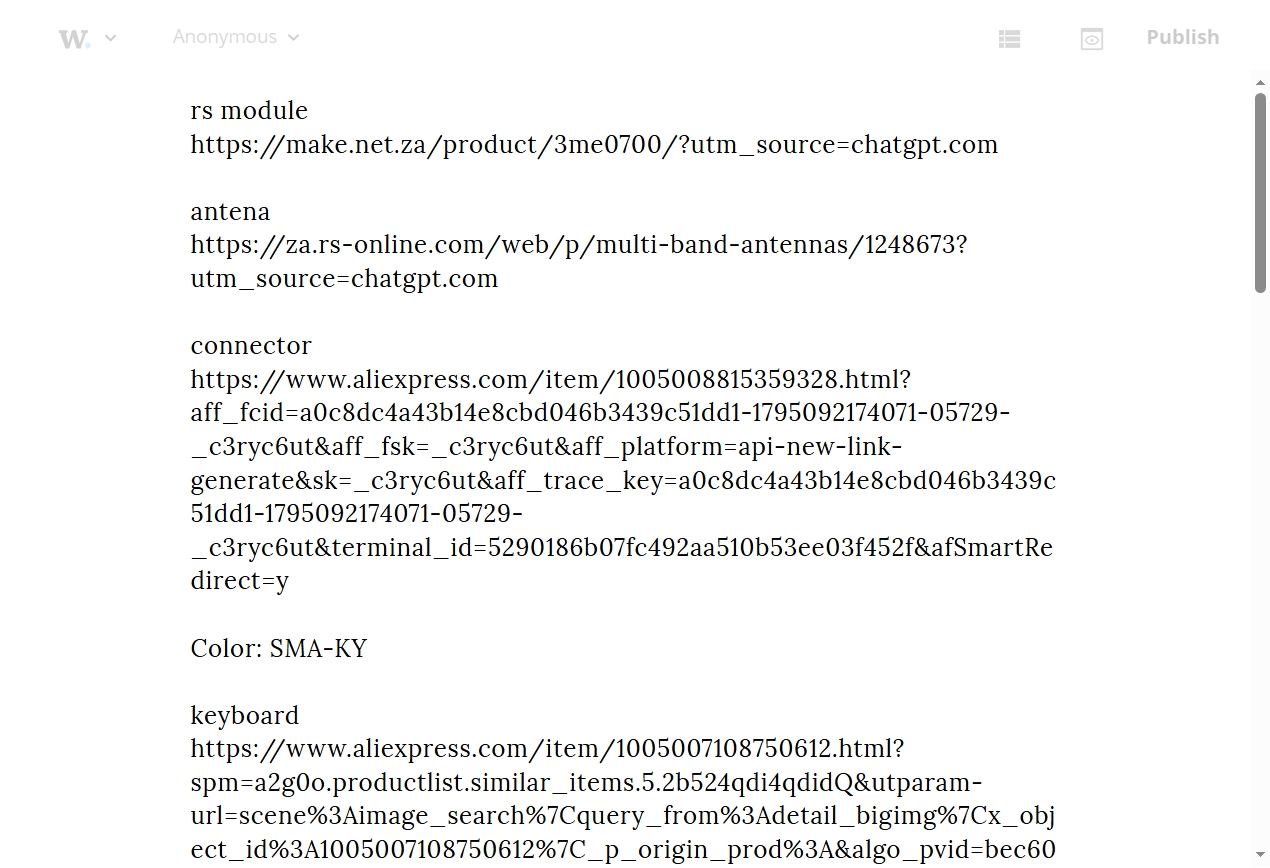 w.
Anonymous
Publish
rs module
https://make.net.za/product/3me0700/?utm_source=chatgpt.com
antena
https://za.rs-online.com/web/p/multi-band-antennas/1248673?
utm_source=chatgpt.com
connector
https://www.aliexpress.com/item/1005008815359328.html?
aff_fcid=a0c8dc4a43b14e8cbd046b3439c51dd1-1795092174071-05729-
_c3ryc6ut&aff_fsk=_c3ryc6ut&aff_platform=api-new-link-
generate&sk=_c3ryc6ut&aff_trace_key=a0c8dc4a43b14e8cbd046b3439c
51dd1-1795092174071-05729-
_c3ryc6ut&terminal_id=5290186b07fc492aa510b53ee03f452f&afSmartRe
direct=y
Color: SMA-KY
keyboard
https://www.aliexpress.com/item/1005007108750612.html?
spm=a2g0o.productlist.similar_items.5.2b524qdi4qdidQ&utparam-
url=scene%3Aimage_search%7Cquery_from%3Adetail_bigimg%7Cx_obj
ect_id%3A1005007108750612%7C_p_origin_prod%3A&algo_pvid=bec60